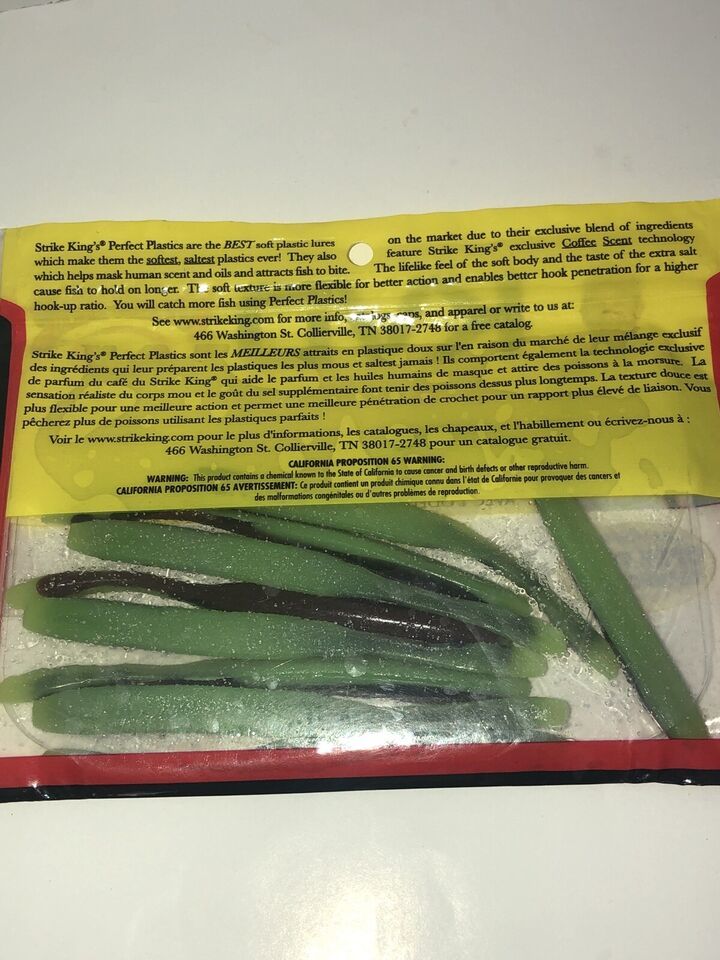 Strike King's® Perfect Plastics are the BEST soft plastic lures on the market due to their exclusive blend of ingredients
which make them the softest, saltest plastics ever! They also feature Strike King's® exclusive Coffee Scent technology
which helps mask human scent and oils and attracts fish to bite. The lifelike feel of the soft body and the taste of the extra salt
cause fish to hold on longer. The soft texture is more flexible for better action and enables better hook penetration for a higher
hook-up ratio. You will catch more fish using Perfect Plastics!
See www.strikeking.com for more info, caps, and apparel or write to us at:
466 Washington St. Collierville, TN 38017-2748 for a free catalog.
Strike King's® Perfect Plastics sont les MEILLEURS attraits en plastique doux sur l'en raison du marché de leur mélange exclusif
des ingrédients qui leur préparent les plastiques les plus mous et saltest jamais ! Ils comportent également la technologie exclusive
de parfum du café du Strike King® qui aide le parfum et les huiles humains de masque et attire des poissons à la morsure. La
sensation réaliste du corps mou et le goût du sel supplémentaire font tenir des poissons dessus plus longtemps. La texture douce est
plus flexible pour une meilleure action et permet une meilleure pénétration de crochet pour un rapport plus élevé de liaison. Vous
pêcherez plus de poissons utilisant les plastiques parfaits !
Voir le www.strikeking.com pour le plus d'informations, les catalogues, les chapeaux, et l'habillement ou écrivez-nous à :
466 Washington St. Collierville, TN 38017-2748 pour un catalogue gratuit.
CALIFORNIA PROPOSITION 65 WARNING:
WARNING: This product contains a chemical known to the State of California to cause cancer and birth defects or other reproductive harm.
CALIFORNIA PROPOSITION 65 AVERTISSEMENT: Ce produit contient un produit chimique connu dans l'état de Californie pour provoquer des cancers et
des malformations congénitales ou d'autres problèmes de reproduction.